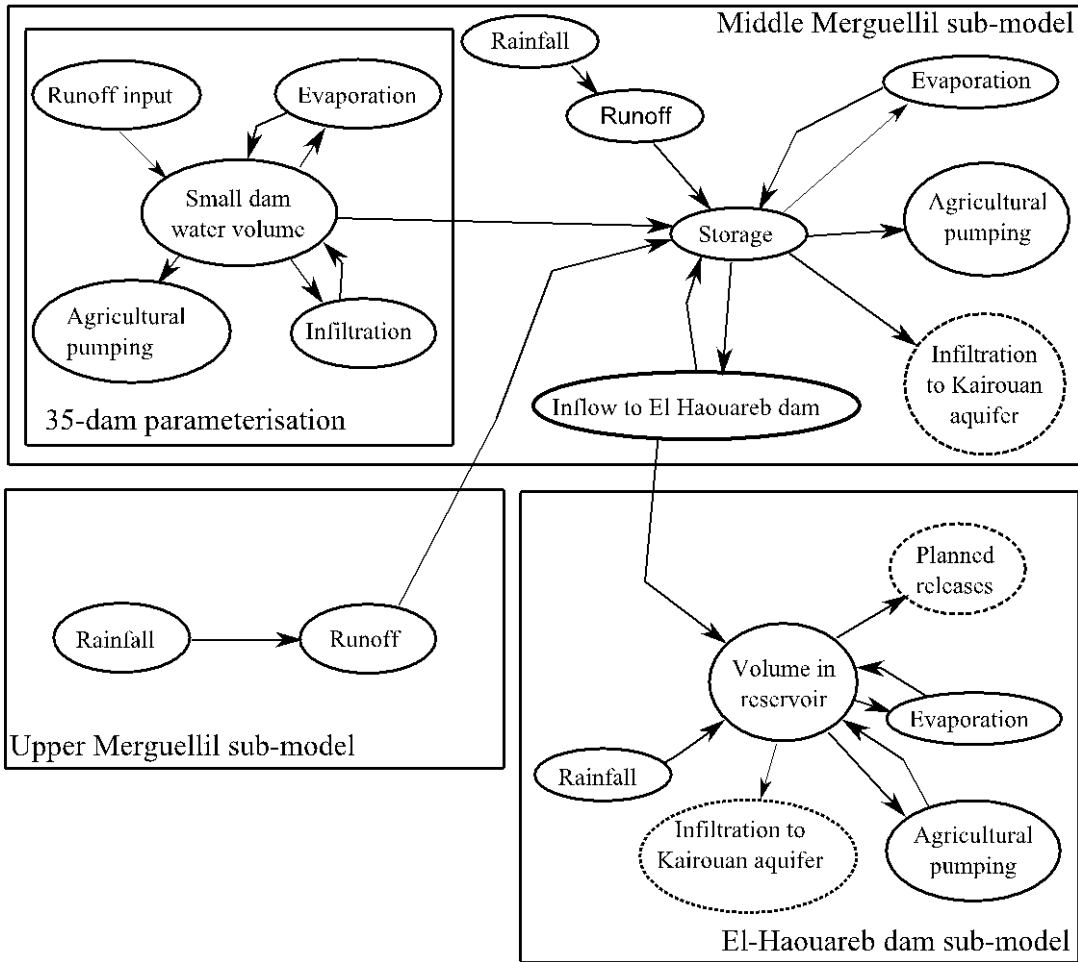 Middle Merguellil sub-model
Rainfall
Runoff
Evaporation
Agricultural
pumping
Storage
Infiltration
to Kairouan
aquifer
Inflow to El Haouareb dam
Runoff input
Evaporation
Small dam
water volume
Agricultural
pumping
Infiltration
35-dam parameterisation
Rainfall
Runoff
Upper Merguellil sub-model
Planned
releases
Volume in
reservoir
Evaporation
Rainfall
Infiltration to
Kairouan aquifer
Agricultural
pumping
El-Haouareb dam sub-model